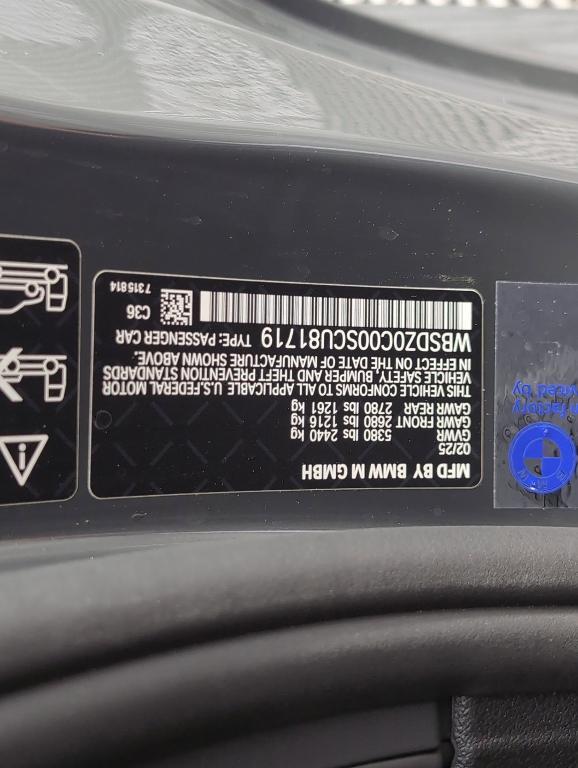 MFD BY BMW M GMBH
02/25
GVWR 5380 lbs 2440 kg
GAWR FRONT 2680 lbs 1216 kg
GAWR REAR 2780 lbs 1261 kg
THIS VEHICLE CONFORMS TO ALL APPLICABLE U.S.FEDERAL MOTOR
VEHICLE SAFETY, BUMPER AND THEFT PREVENTION STANDARDS
IN EFFECT ON THE DATE OF MANUFACTURE SHOWN ABOVE.
WBSDZ0C00SCU81719 TYPE: PASSENGER CAR
C36
7315814
factory
by